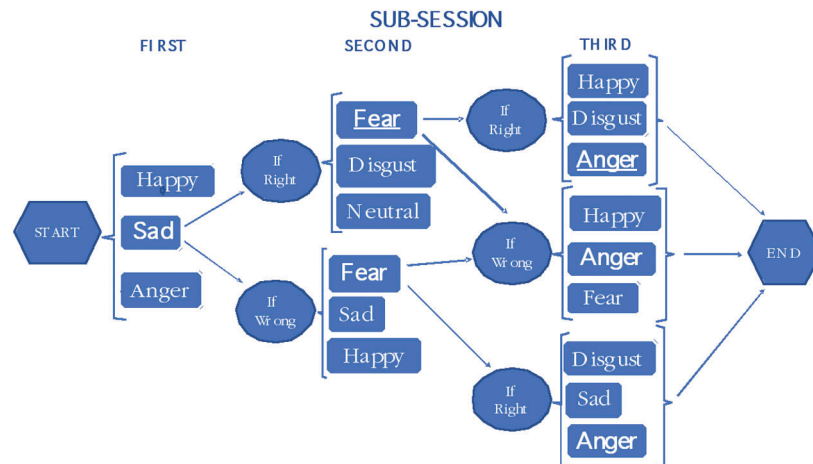 SUB-SESSION
FIRST
SECOND
THIRD
START
Happy
Sad
Anger
If
Right
If
Wrong
Fear
Disgust
Neutral
Fear
Sad
Happy
If
Right
If
Wrong
If
Right
Happy
Disgust
Anger
Happy
Anger
Fear
Disgust
Sad
Anger
END